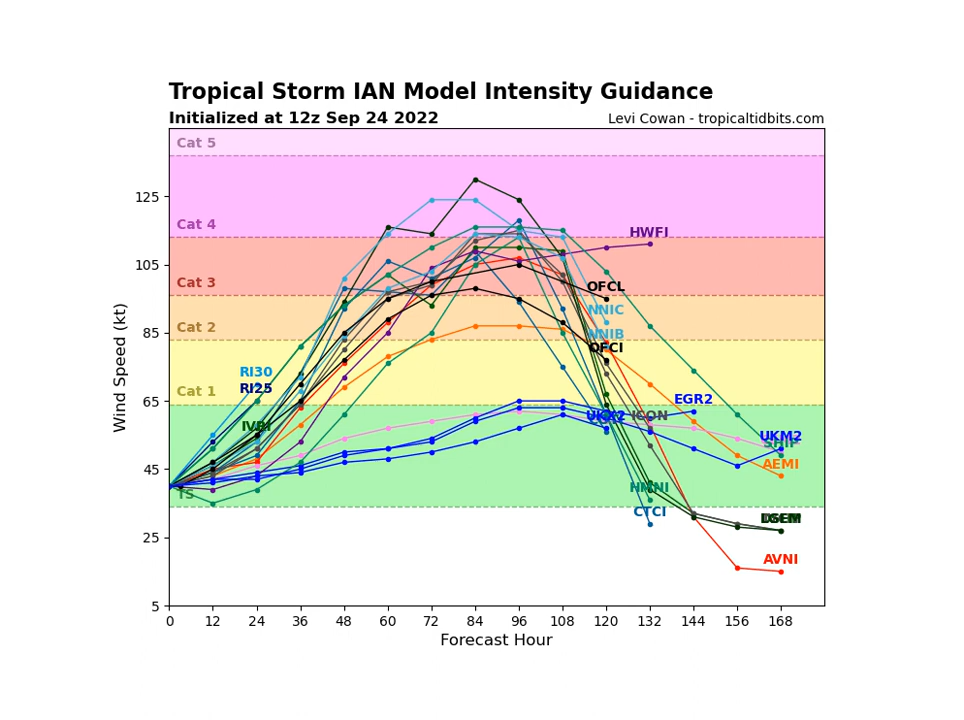 Tropical Storm IAN Model Intensity Guidance
Initialized at 12z Sep 24 2022
Levi Cowan - tropicaltidbits.com
Cat 5
125
Cat 4
HWFI
105
Cat 3
OFCL
NNIC
Cat 2
85
NNIB
OFCI
RI30
RI25
Cat 1
EGR2
65
UKX2
ICON
IVRI
UKM2
SHIP
45
AEMI
TS
HMNI
CTCI
LGEM
25
AVNI
5
0 12 24 36 48 60 72 84 96 108 120 132 144 156 168
Forecast Hour
Wind Speed (kt)